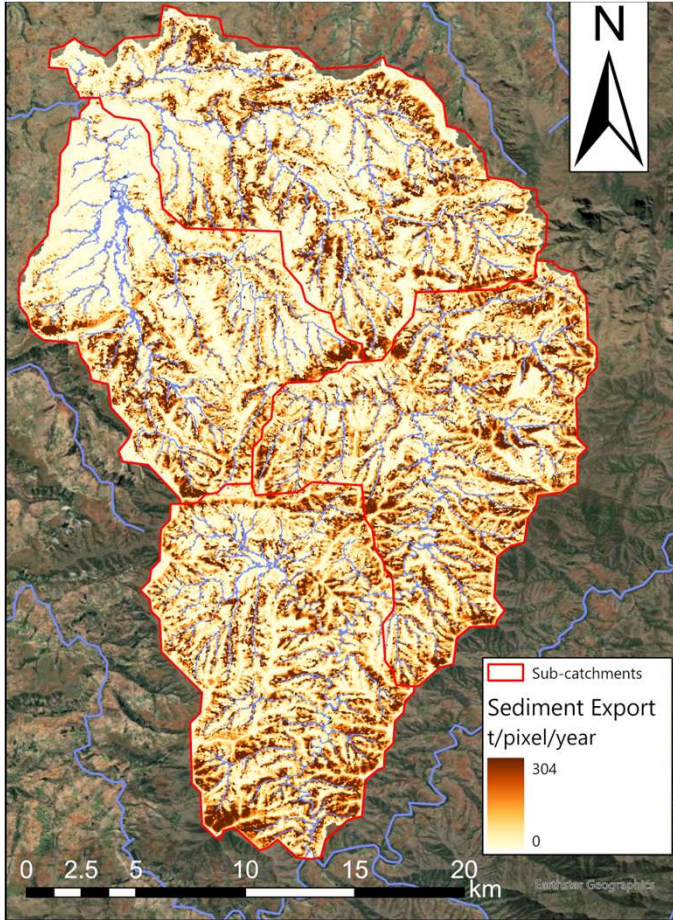 N
Sub-catchments
Sediment Export
t/pixel/year
304
0
0 2.5 5 10 15 20
km
Earthstar Geographics